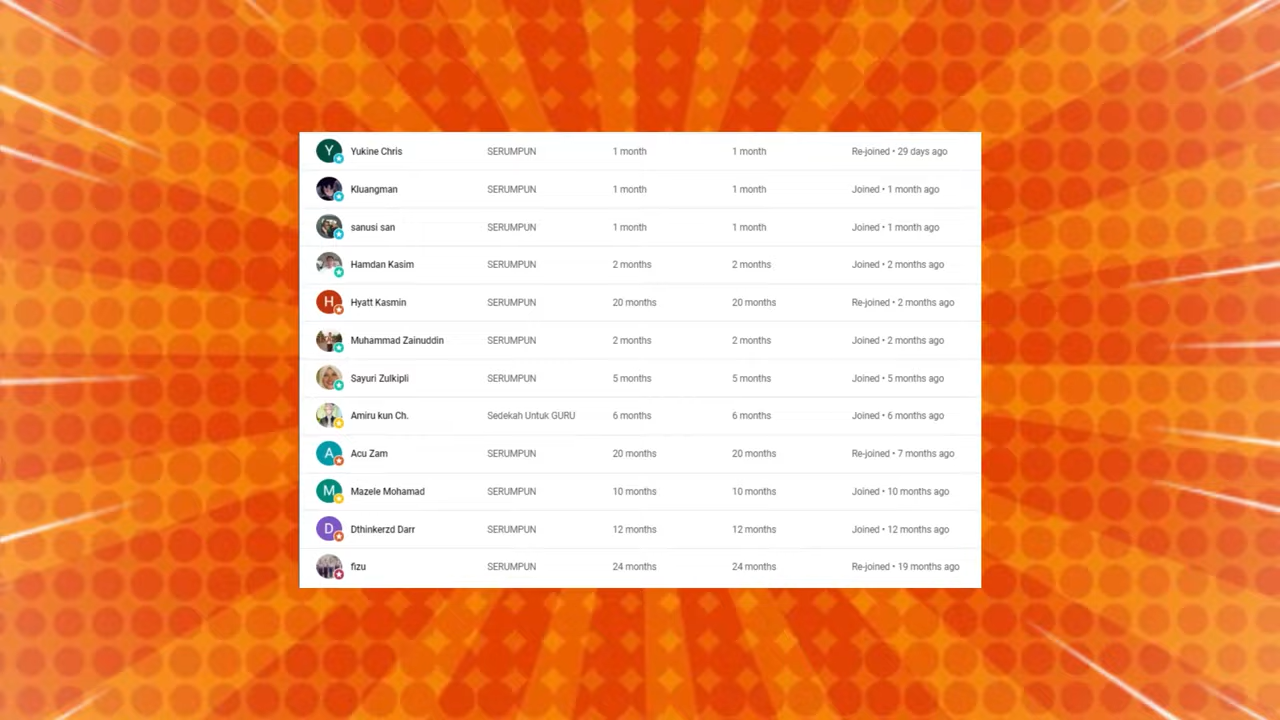 Y Yukine Chris SERUMPUN 1 month 1 month Re-joined • 29 days ago
Kluangman SERUMPUN 1 month 1 month Joined • 1 month ago
sanusi san SERUMPUN 1 month 1 month Joined • 1 month ago
Hamdan Kasim SERUMPUN 2 months 2 months Joined • 2 months ago
H Hyatt Kasmin SERUMPUN 20 months 20 months Re-joined • 2 months ago
Muhammad Zainuddin SERUMPUN 2 months 2 months Joined • 2 months ago
Sayuri Zulkipli SERUMPUN 5 months 5 months Joined • 5 months ago
Amiru kun Ch. Sedekah Untuk GURU 6 months 6 months Joined • 6 months ago
A Acu Zam SERUMPUN 20 months 20 months Re-joined • 7 months ago
M Mazele Mohamad SERUMPUN 10 months 10 months Joined • 10 months ago
D Dthinkerzd Darr SERUMPUN 12 months 12 months Joined • 12 months ago
fizu SERUMPUN 24 months 24 months Re-joined • 19 months ago